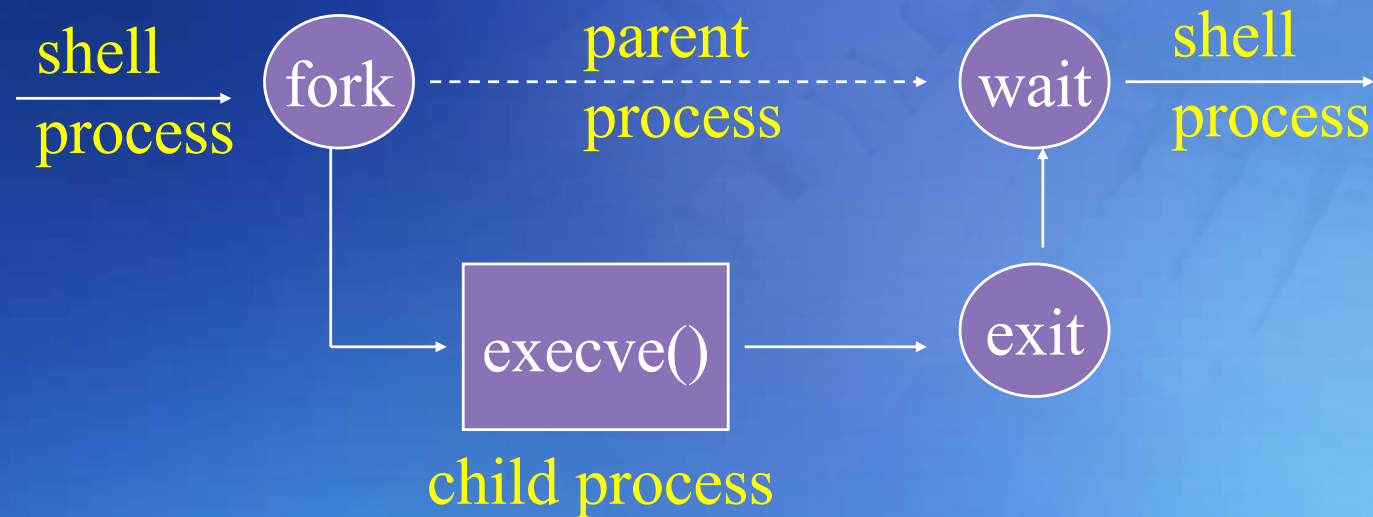 shell
process
fork
parent
process
wait
shell
process
execve()
exit
child process